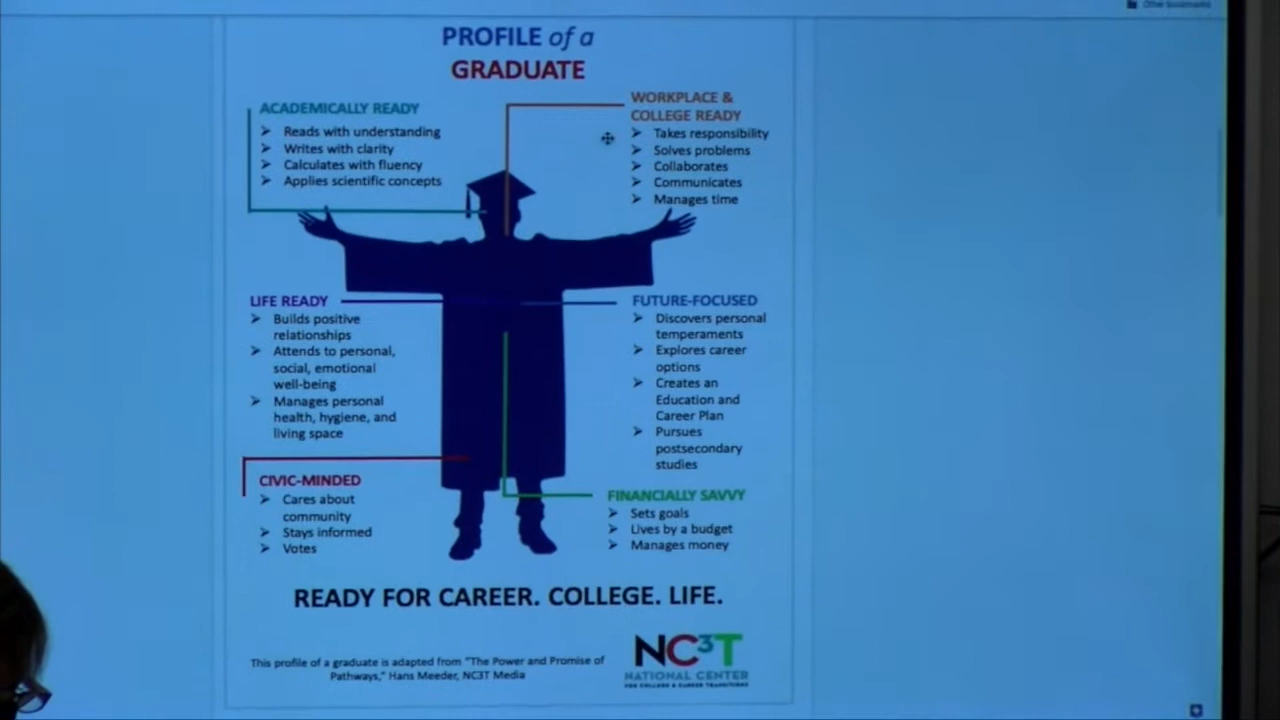 Other bookmarks
PROFILE of a
GRADUATE
ACADEMICALLY READY
➢ Reads with understanding
➢ Writes with clarity
➢ Calculates with fluency
➢ Applies scientific concepts
WORKPLACE &
COLLEGE READY
➢ Takes responsibility
➢ Solves problems
➢ Collaborates
➢ Communicates
➢ Manages time
LIFE READY
➢ Builds positive
relationships
➢ Attends to personal,
social, emotional
well-being
➢ Manages personal
health, hygiene, and
living space
FUTURE-FOCUSED
➢ Discovers personal
temperaments
➢ Explores career
options
➢ Creates an
Education and
Career Plan
➢ Pursues
postsecondary
studies
CIVIC-MINDED
➢ Cares about
community
➢ Stays informed
➢ Votes
FINANCIALLY SAVVY
➢ Sets goals
➢ Lives by a budget
➢ Manages money
READY FOR CAREER. COLLEGE. LIFE.
This profile of a graduate is adapted from "The Power and Promise of
Pathways," Hans Meeder, NC3T Media
NC³T
NATIONAL CENTER
FOR COLLEGE & CAREER TRANSITIONS